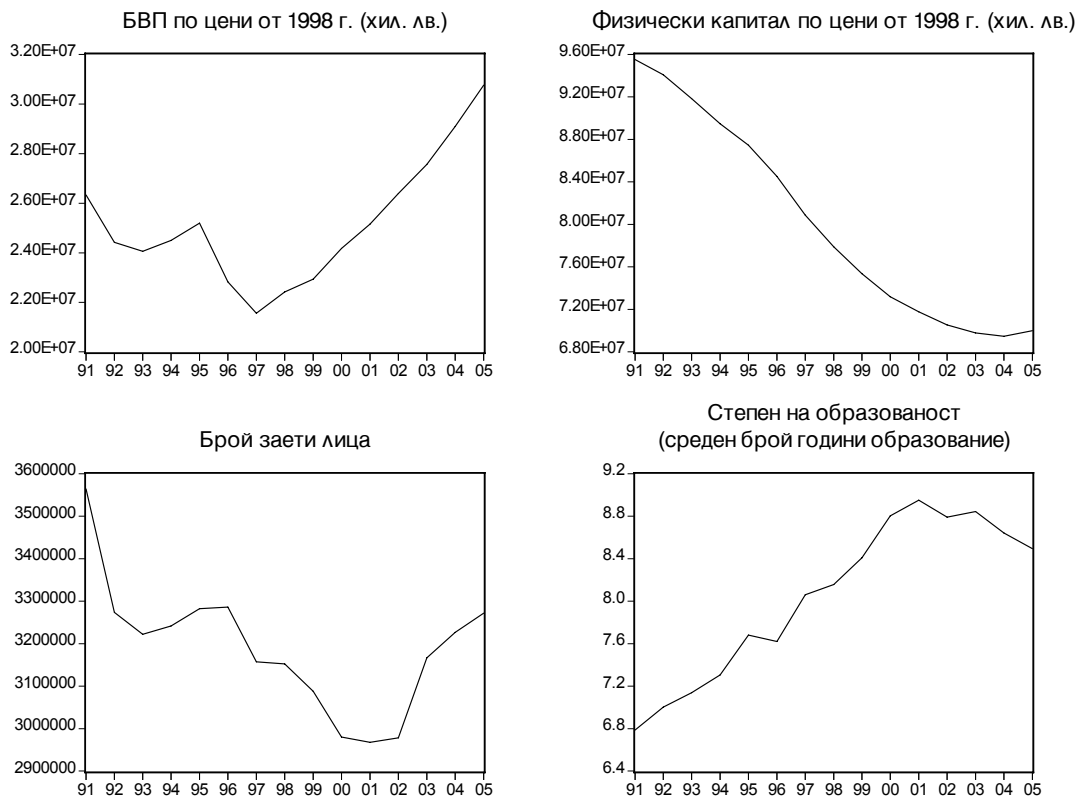 БВП по цени от 1998 г. (хил. лв.)
3.20E+07
3.00E+07
2.80E+07
2.60E+07
2.40E+07
2.20E+07
2.00E+07
91 92 93 94 95 96 97 98 99 00 01 02 03 04 05
Физически капитал по цени от 1998 г. (хил. лв.)
9.60E+07
9.20E+07
8.80E+07
8.40E+07
8.00E+07
7.60E+07
7.20E+07
6.80E+07
91 92 93 94 95 96 97 98 99 00 01 02 03 04 05
Брой заети лица
3600000
3500000
3400000
3300000
3200000
3100000
3000000
2900000
91 92 93 94 95 96 97 98 99 00 01 02 03 04 05
Степен на образованост
(среден брой години образование)
9.2
8.8
8.4
8.0
7.6
7.2
6.8
6.4
91 92 93 94 95 96 97 98 99 00 01 02 03 04 05